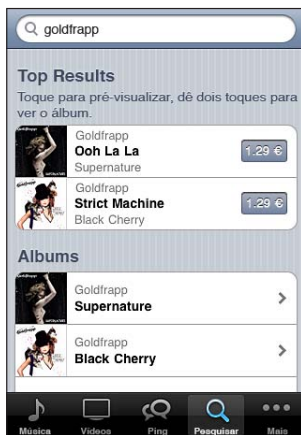 goldfrapp
Top Results
Toque para pré-visualizar, dê dois toques para
ver o álbum.
Goldfrapp
Ooh La La
Supernature
1.29 €
Goldfrapp
Strict Machine
Black Cherry
1.29 €
Albums
Goldfrapp
Supernature
Goldfrapp
Black Cherry
Música
Vídeos
Ping
Pesquisar
Mais